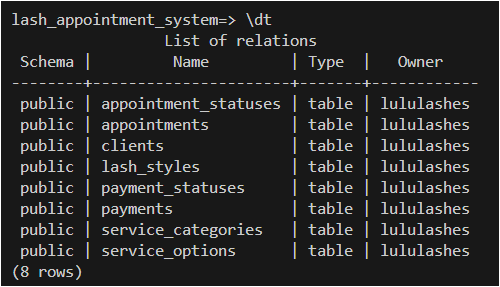 lash_appointment_system=> \dt
List of relations
Schema | Name | Type | Owner
--------+----------------------+-------+------------
public | appointment_statuses | table | lululashes
public | appointments | table | lululashes
public | clients | table | lululashes
public | lash_styles | table | lululashes
public | payment_statuses | table | lululashes
public | payments | table | lululashes
public | service_categories | table | lululashes
public | service_options | table | lululashes
(8 rows)